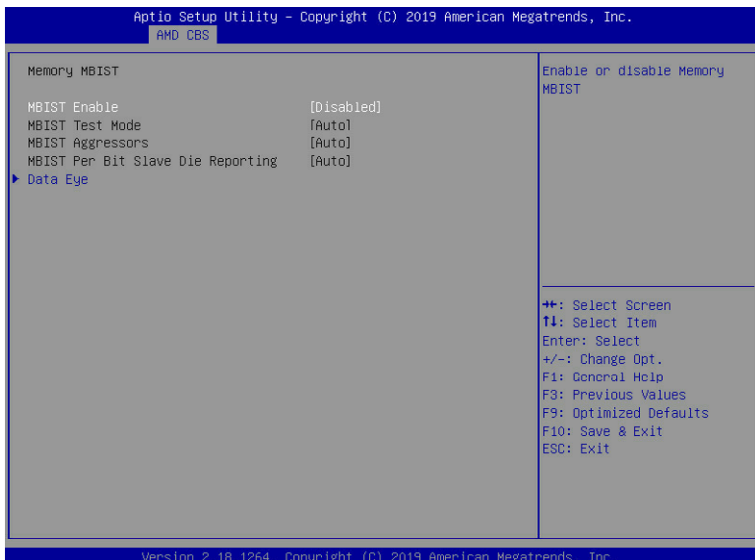 Aptio Setup Utility – Copyright (C) 2019 American Megatrends, Inc.
AMD CBS
Memory MBIST
MBIST Enable [Disabled]
MBIST Test Mode [Auto]
MBIST Aggressors [Auto]
MBIST Per Bit Slave Die Reporting [Auto]
▶ Data Eye
Enable or disable Memory
MBIST
→←: Select Screen
↑↓: Select Item
Enter: Select
+/-: Change Opt.
F1: General Help
F3: Previous Values
F9: Optimized Defaults
F10: Save & Exit
ESC: Exit
Version 2.18.1264. Copyright (C) 2019 American Megatrends, Inc.